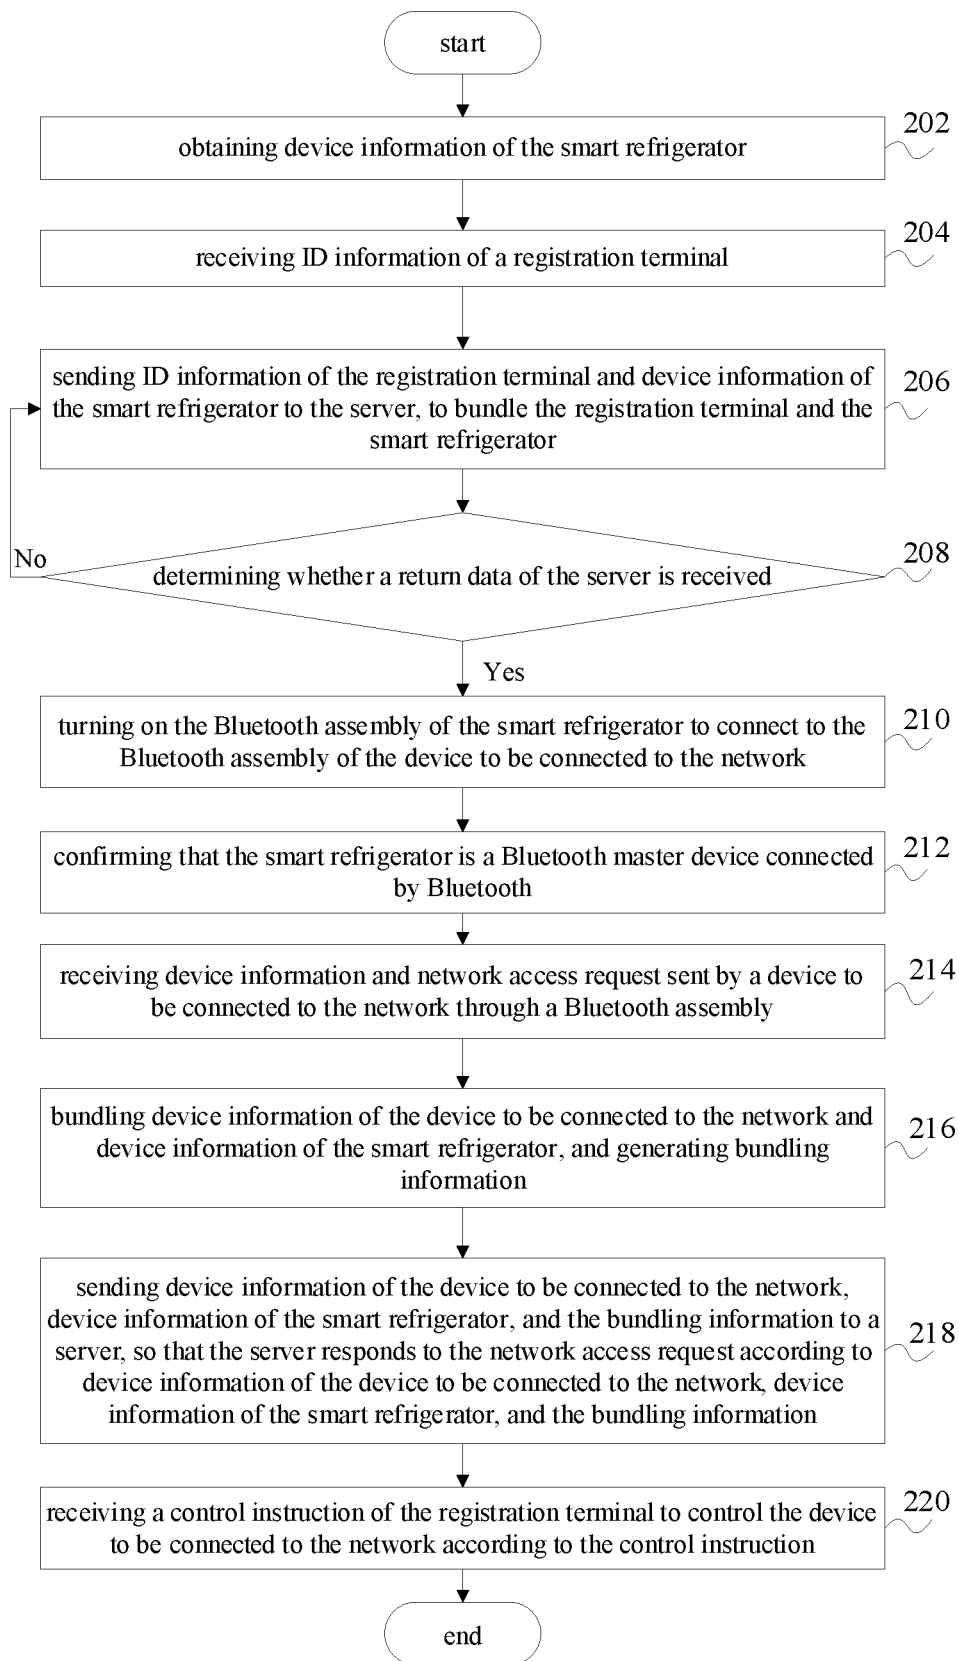 start
202
obtaining device information of the smart refrigerator
204
receiving ID information of a registration terminal
206
sending ID information of the registration terminal and device information of
the smart refrigerator to the server, to bundle the registration terminal and the
smart refrigerator
No
208
determining whether a return data of the server is received
Yes
210
turning on the Bluetooth assembly of the smart refrigerator to connect to the
Bluetooth assembly of the device to be connected to the network
212
confirming that the smart refrigerator is a Bluetooth master device connected
by Bluetooth
214
receiving device information and network access request sent by a device to
be connected to the network through a Bluetooth assembly
216
bundling device information of the device to be connected to the network and
device information of the smart refrigerator, and generating bundling
information
218
sending device information of the device to be connected to the network,
device information of the smart refrigerator, and the bundling information to a
server, so that the server responds to the network access request according to
device information of the device to be connected to the network, device
information of the smart refrigerator, and the bundling information
220
receiving a control instruction of the registration terminal to control the device
to be connected to the network according to the control instruction
end